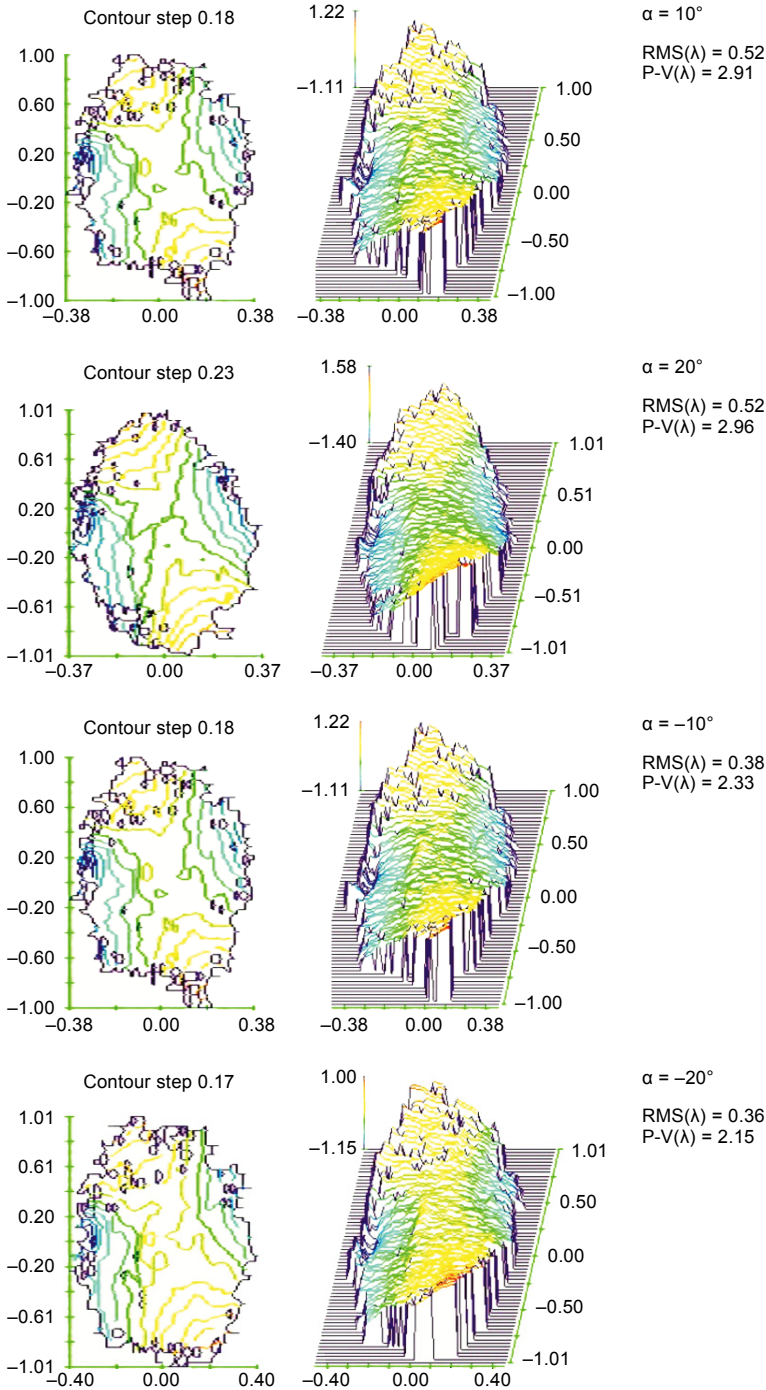 Contour step 0.18
1.00
0.60
0.20
–0.20
–0.60
–1.00
–0.38 0.00 0.38
1.22
–1.11
1.00
0.50
0.00
–0.50
–1.00
–0.38 0.00 0.38
α = 10°
RMS(λ) = 0.52
P-V(λ) = 2.91
Contour step 0.23
1.01
0.61
0.20
–0.20
–0.61
–1.01
–0.37 0.00 0.37
1.58
–1.40
1.01
0.51
0.00
–0.51
–1.01
–0.37 0.00 0.37
α = 20°
RMS(λ) = 0.52
P-V(λ) = 2.96
Contour step 0.18
1.00
0.60
0.20
–0.20
–0.60
–1.00
–0.38 0.00 0.38
1.22
–1.11
1.00
0.50
0.00
–0.50
–1.00
–0.38 0.00 0.38
α = –10°
RMS(λ) = 0.38
P-V(λ) = 2.33
Contour step 0.17
1.01
0.61
0.20
–0.20
–0.61
–1.01
–0.40 0.00 0.40
1.00
–1.15
1.01
0.50
0.00
–0.50
–1.01
–0.40 0.00 0.40
α = –20°
RMS(λ) = 0.36
P-V(λ) = 2.15